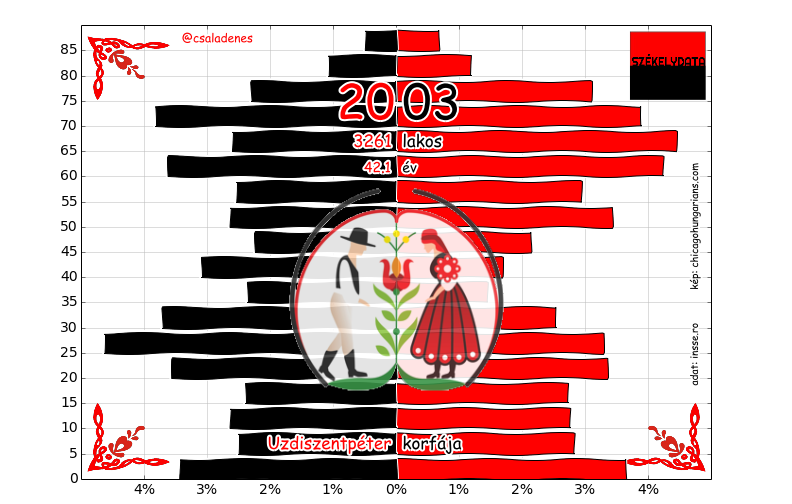 @csaladenes
SZÉKELYDATA
2003
3261 lakos
42.1 év
kép: chicagohungarians.com
adat: insse.ro
Uzdiszentpéter korfája
85
80
75
70
65
60
55
50
45
40
35
30
25
20
15
10
5
0
4% 3% 2% 1% 0% 1% 2% 3% 4%